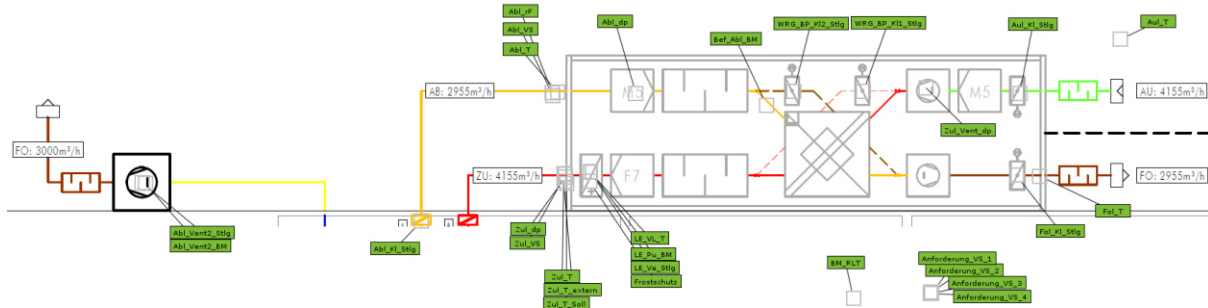 Abl_rF
Abl_VS
Abl_T
Abl_dp
Bef_Abl_BM
WRG_BP_Kl2_Stlg
WRG_BP_Kl1_Stlg
Aul_Kl_Stlg
Aul_T
AB: 2955m³/h
M5
M5
AU: 4155m³/h
Zul_Vent_dp
FO: 3000m³/h
ZU: 4155m³/h
F7
FO: 2955m³/h
Fol_T
Abl_Vent2_Stlg
Abl_Vent2_BM
Abl_Kl_Stlg
Zul_dp
Zul_VS
LE_VL_T
LE_Pu_BM
LE_Ve_Stlg
Frostschutz
Fol_Kl_Stlg
Zul_T
Zul_T_extern
Zul_T_Soll
BM_RLT
Anforderung_VS_1
Anforderung_VS_2
Anforderung_VS_3
Anforderung_VS_4